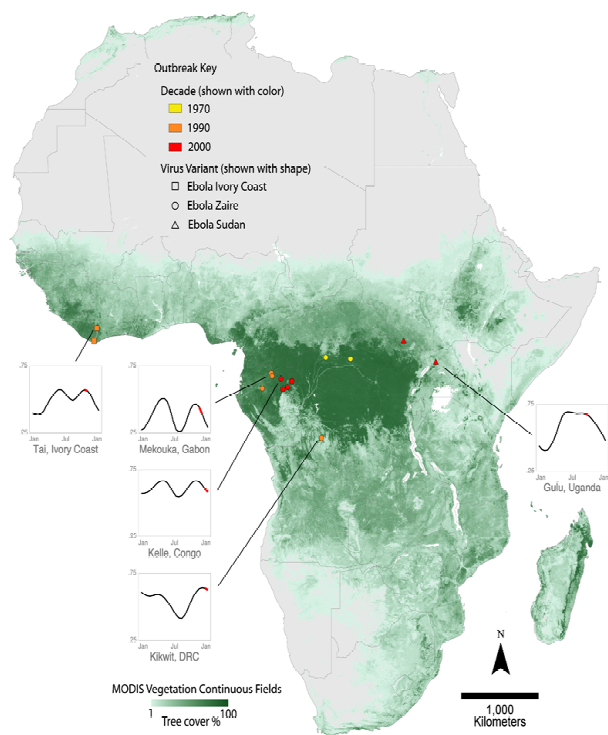 Outbreak Key
Decade (shown with color)
1970
1990
2000
Virus Variant (shown with shape)
Ebola Ivory Coast
Ebola Zaire
Ebola Sudan
.75
.25
Jan Jul Jan
Tai, Ivory Coast
.75
.25
Jan Jul Jan
Mekouka, Gabon
.75
.25
Jan Jul Jan
Gulu, Uganda
.75
.25
Jan Jul Jan
Kelle, Congo
.75
.25
Jan Jul Jan
Kikwit, DRC
N
MODIS Vegetation Continuous Fields
1 100
Tree cover %
1,000
Kilometers